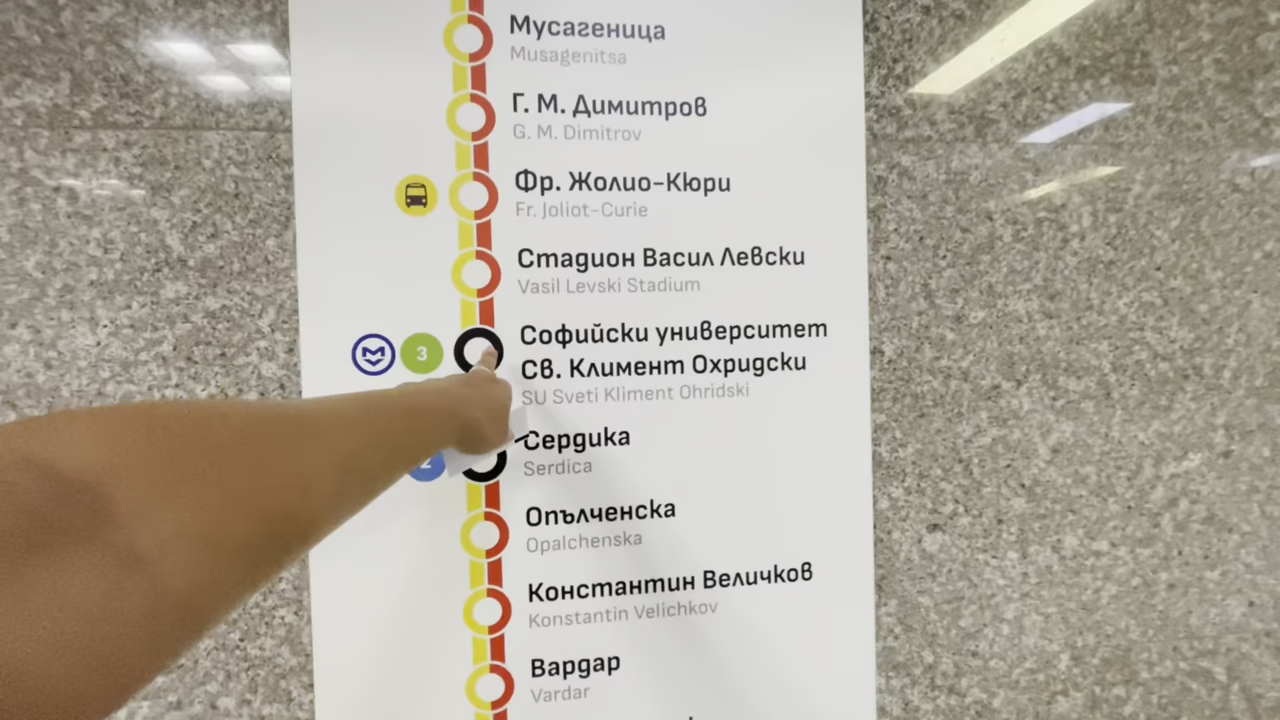 Мусагеница
Musagenitsa
Г. М. Димитров
G. M. Dimitrov
Фр. Жолио-Кюри
Fr. Joliot-Curie
Стадион Васил Левски
Vasil Levski Stadium
3
Софийски университет
Св. Климент Охридски
SU Sveti Kliment Ohridski
2
Сердика
Serdica
Опълченска
Opalchenska
Константин Величков
Konstantin Velichkov
Вардар
Vardar